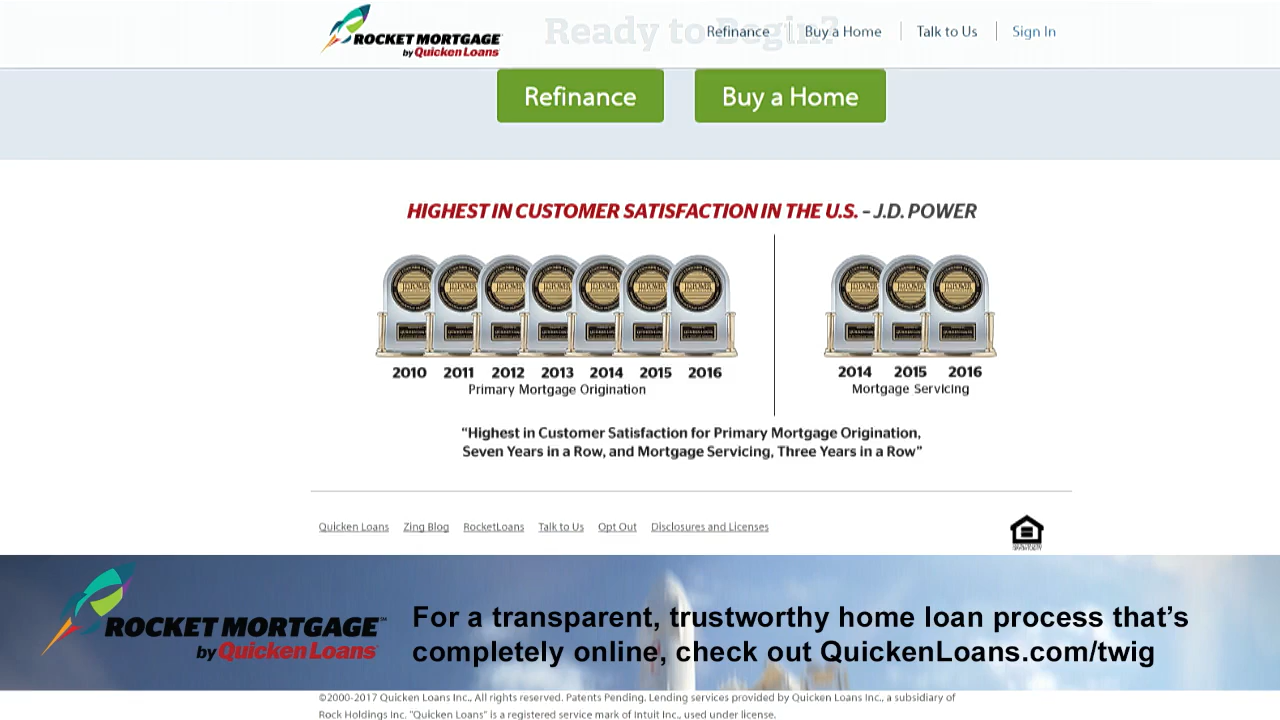 Ready to Begin?
ROCKET MORTGAGE
by Quicken Loans
Refinance
Buy a Home
Talk to Us
Sign In
Refinance
Buy a Home
HIGHEST IN CUSTOMER SATISFACTION IN THE U.S. – J.D. POWER
2010 2011 2012 2013 2014 2015 2016
Primary Mortgage Origination
2014 2015 2016
Mortgage Servicing
"Highest in Customer Satisfaction for Primary Mortgage Origination,
Seven Years in a Row, and Mortgage Servicing, Three Years in a Row"
Quicken Loans Zing Blog RocketLoans Talk to Us Opt Out Disclosures and Licenses
ROCKET MORTGAGE™
by Quicken Loans
For a transparent, trustworthy home loan process that's
completely online, check out QuickenLoans.com/twig
©2000-2017 Quicken Loans Inc., All rights reserved. Patents Pending. Lending services provided by Quicken Loans Inc., a subsidiary of
Rock Holdings Inc. "Quicken Loans" is a registered service mark of Intuit Inc., used under license.